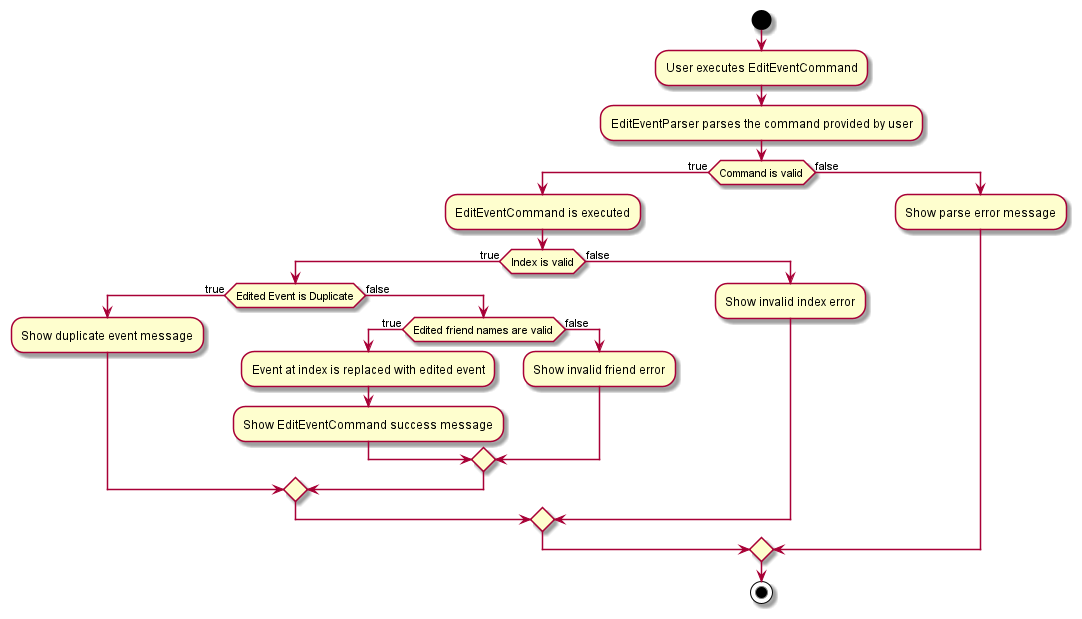 User executes EditEventCommand
EditEventParser parses the command provided by user
true
Command is valid
false
EditEventCommand is executed
Show parse error message
true
Index is valid
false
true
Edited Event is Duplicate
false
Show invalid index error
Show duplicate event message
true
Edited friend names are valid
false
Event at index is replaced with edited event
Show invalid friend error
Show EditEventCommand success message